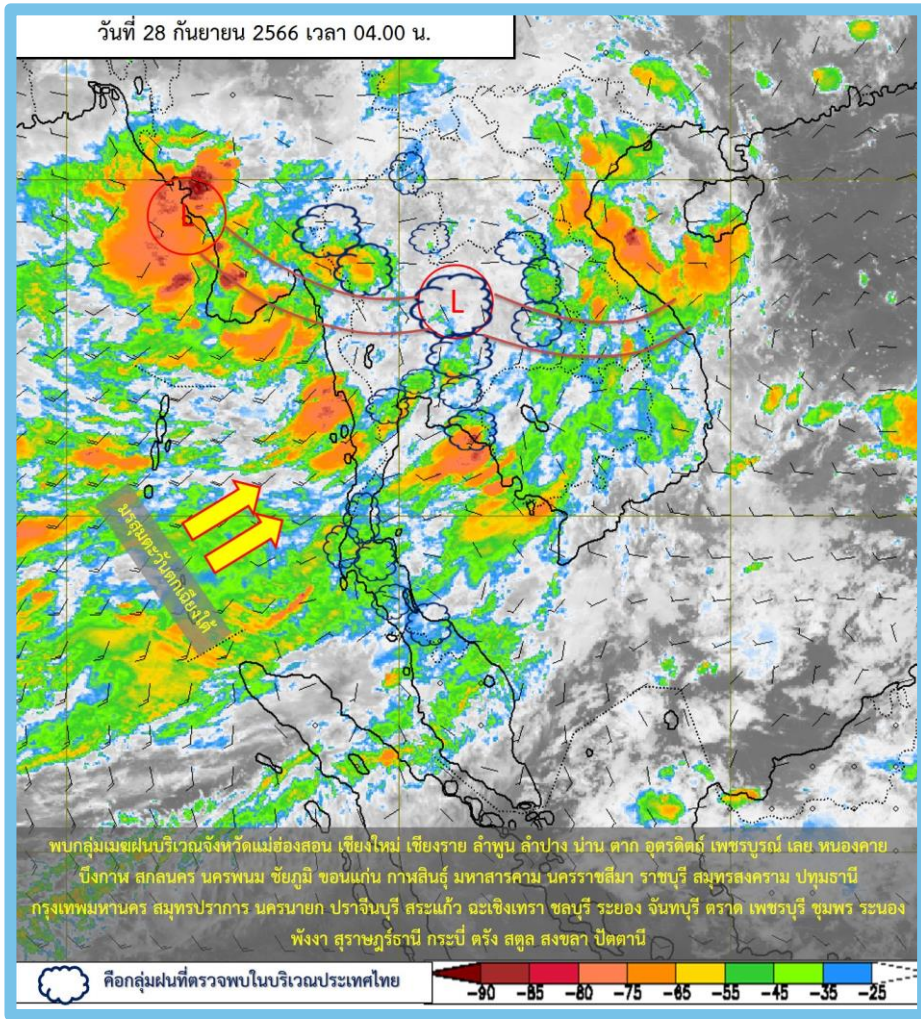 วันที่ 28 กันยายน 2566 เวลา 04.00 น.
L
L
มรสุมตะวันตกเฉียงใต้
พบกลุ่มเมฆฝนบริเวณจังหวัดแม่ฮ่องสอน เชียงใหม่ เชียงราย ลำพูน ลำปาง น่าน ตาก อุตรดิตถ์ เพชรบูรณ์ เลย หนองคาย
บึงกาฬ สกลนคร นครพนม ชัยภูมิ ขอนแก่น กาฬสินธุ์ มหาสารคาม นครราชสีมา ราชบุรี สมุทรสงคราม ปทุมธานี
กรุงเทพมหานคร สมุทรปราการ นครนายก ปราจีนบุรี สระแก้ว ฉะเชิงเทรา ชลบุรี ระยอง จันทบุรี ตราด เพชรบุรี ชุมพร ระนอง
พังงา สุราษฎร์ธานี กระบี่ ตรัง สตูล สงขลา ปัตตานี
คือกลุ่มฝนที่ตรวจพบในบริเวณประเทศไทย
-90 -85 -80 -75 -65 -55 -45 -35 -25